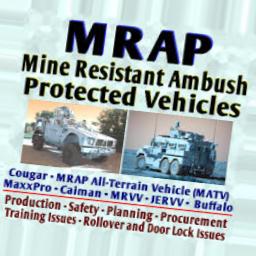 MRAP
Mine Resistant Ambush
Protected Vehicles
Cougar • MRAP All-Terrain Vehicle (MATV)
MaxxPro • Caiman • MRVV • JERVV • Buffalo
Production • Safety • Planning • Procurement
Training Issues • Rollover and Door Lock Issues